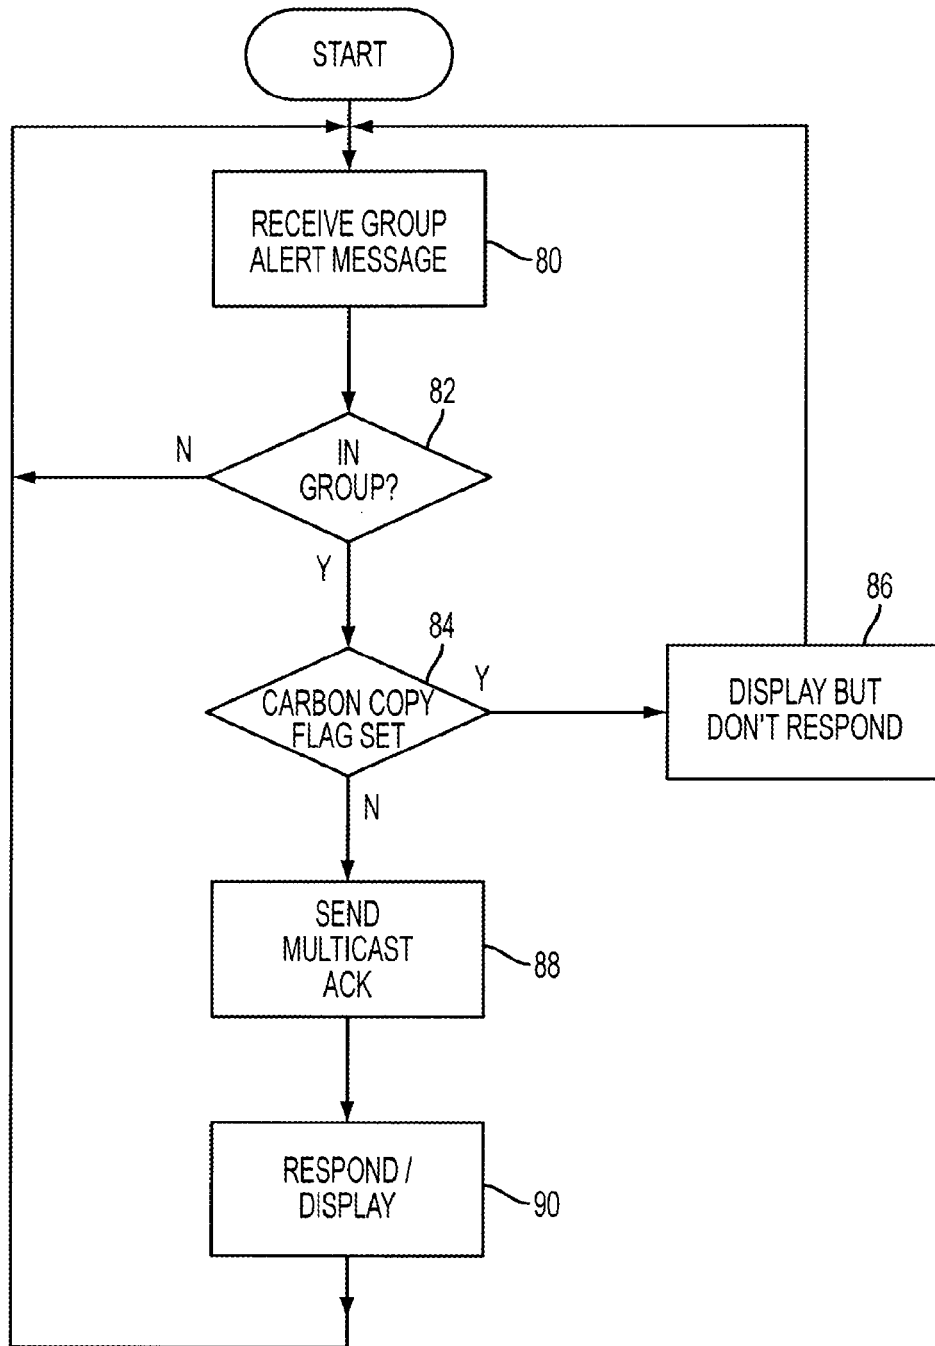 START
RECEIVE GROUP
ALERT MESSAGE
80
82
IN
GROUP?
N
Y
84
CARBON COPY
FLAG SET
Y
86
DISPLAY BUT
DON'T RESPOND
N
SEND
MULTICAST
ACK
88
RESPOND /
DISPLAY
90